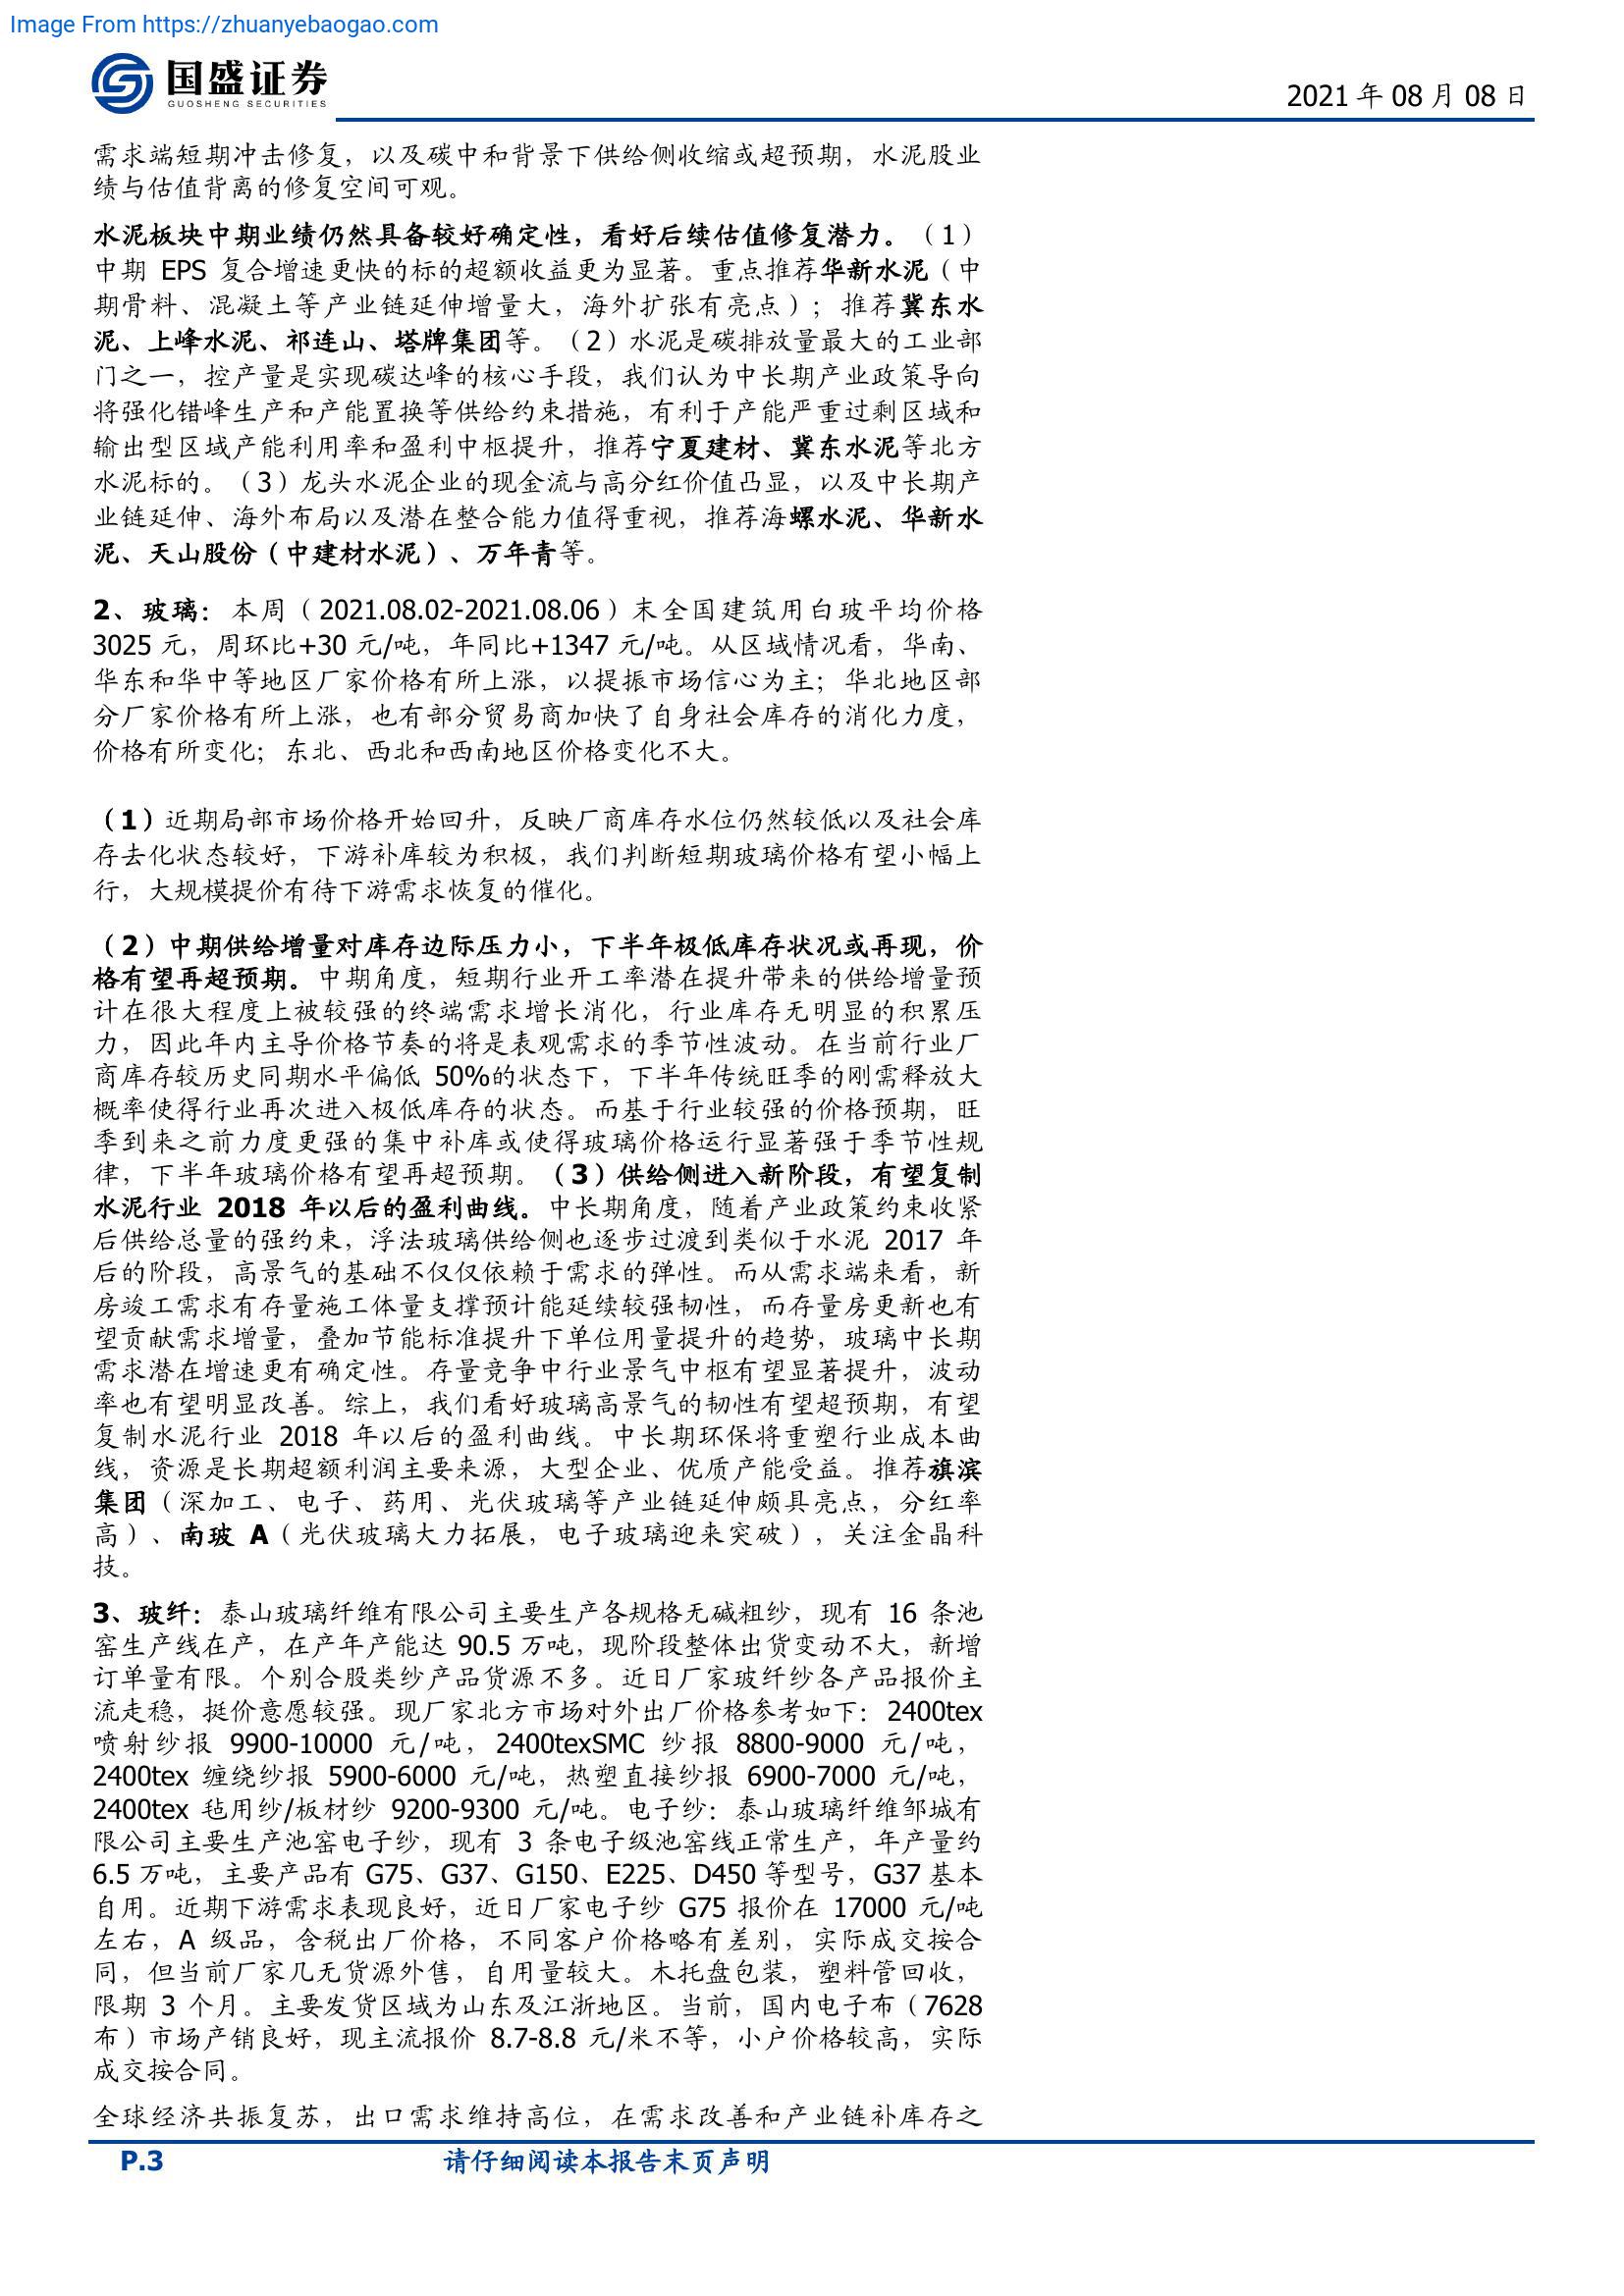 Image From https://zhuanyebaogao.com
国盛证券
GUOSHENG SECURITIES
2021 年 08 月 08 日
需求端短期冲击修复，以及碳中和背景下供给侧收缩或超预期，水泥股业
绩与估值背离的修复空间可观。
水泥板块中期业绩仍然具备较好确定性，看好后续估值修复潜力。（1）
中期 EPS 复合增速更快的标的超额收益更为显著。重点推荐华新水泥（中
期骨料、混凝土等产业链延伸增量大，海外扩张有亮点）；推荐冀东水
泥、上峰水泥、祁连山、塔牌集团等。（2）水泥是碳排放量最大的工业部
门之一，控产量是实现碳达峰的核心手段，我们认为中长期产业政策导向
将强化错峰生产和产能置换等供给约束措施，有利于产能严重过剩区域和
输出型区域产能利用率和盈利中枢提升，推荐宁夏建材、冀东水泥等北方
水泥标的。（3）龙头水泥企业的现金流与高分红价值凸显，以及中长期产
业链延伸、海外布局以及潜在整合能力值得重视，推荐海螺水泥、华新水
泥、天山股份（中建材水泥）、万年青等。
2、玻璃：本周（2021.08.02-2021.08.06）末全国建筑用白玻平均价格
3025 元，周环比+30 元/吨，年同比+1347 元/吨。从区域情况看，华南、
华东和华中等地区厂家价格有所上涨，以提振市场信心为主；华北地区部
分厂家价格有所上涨，也有部分贸易商加快了自身社会库存的消化力度，
价格有所变化；东北、西北和西南地区价格变化不大。
（1）近期局部市场价格开始回升，反映厂商库存水位仍然较低以及社会库
存去化状态较好，下游补库较为积极，我们判断短期玻璃价格有望小幅上
行，大规模提价有待下游需求恢复的催化。
（2）中期供给增量对库存边际压力小，下半年极低库存状况或再现，价
格有望再超预期。中期角度，短期行业开工率潜在提升带来的供给增量预
计在很大程度上被较强的终端需求增长消化，行业库存无明显的积累压
力，因此年内主导价格节奏的将是表观需求的季节性波动。在当前行业厂
商库存较历史同期水平偏低 50%的状态下，下半年传统旺季的刚需释放大
概率使得行业再次进入极低库存的状态。而基于行业较强的价格预期，旺
季到来之前力度更强的集中补库或使得玻璃价格运行显著强于季节性规
律，下半年玻璃价格有望再超预期。（3）供给侧进入新阶段，有望复制
水泥行业 2018 年以后的盈利曲线。中长期角度，随着产业政策约束收紧
后供给总量的强约束，浮法玻璃供给侧也逐步过渡到类似于水泥 2017 年
后的阶段，高景气的基础不仅仅依赖于需求的弹性。而从需求端来看，新
房竣工需求有存量施工体量支撑预计能延续较强韧性，而存量房更新也有
望贡献需求增量，叠加节能标准提升下单位用量提升的趋势，玻璃中长期
需求潜在增速更有确定性。存量竞争中行业景气中枢有望显著提升，波动
率也有望明显改善。综上，我们看好玻璃高景气的韧性有望超预期，有望
复制水泥行业 2018 年以后的盈利曲线。中长期环保将重塑行业成本曲
线，资源是长期超额利润主要来源，大型企业、优质产能受益。推荐旗滨
集团（深加工、电子、药用、光伏玻璃等产业链延伸颇具亮点，分红率
高）、南玻 A（光伏玻璃大力拓展，电子玻璃迎来突破），关注金晶科
技。
3、玻纤：泰山玻璃纤维有限公司主要生产各规格无碱粗纱，现有 16 条池
窑生产线在产，在产年产能达 90.5 万吨，现阶段整体出货变动不大，新增
订单量有限。个别合股类纱产品货源不多。近日厂家玻纤纱各产品报价主
流走稳，挺价意愿较强。现厂家北方市场对外出厂价格参考如下：2400tex
喷射纱报 9900-10000 元/吨，2400texSMC 纱报 8800-9000 元/吨，
2400tex 缠绕纱报 5900-6000 元/吨，热塑直接纱报 6900-7000 元/吨，
2400tex 毡用纱/板材纱 9200-9300 元/吨。电子纱：泰山玻璃纤维邹城有
限公司主要生产池窑电子纱，现有 3 条电子级池窑线正常生产，年产量约
6.5 万吨，主要产品有 G75、G37、G150、E225、D450 等型号，G37 基本
自用。近期下游需求表现良好，近日厂家电子纱 G75 报价在 17000 元/吨
左右，A 级品，含税出厂价格，不同客户价格略有差别，实际成交按合
同，但当前厂家几无货源外售，自用量较大。木托盘包装，塑料管回收，
限期 3 个月。主要发货区域为山东及江浙地区。当前，国内电子布（7628
布）市场产销良好，现主流报价 8.7-8.8 元/米不等，小户价格较高，实际
成交按合同。
全球经济共振复苏，出口需求维持高位，在需求改善和产业链补库存之
P.3
请仔细阅读本报告末页声明